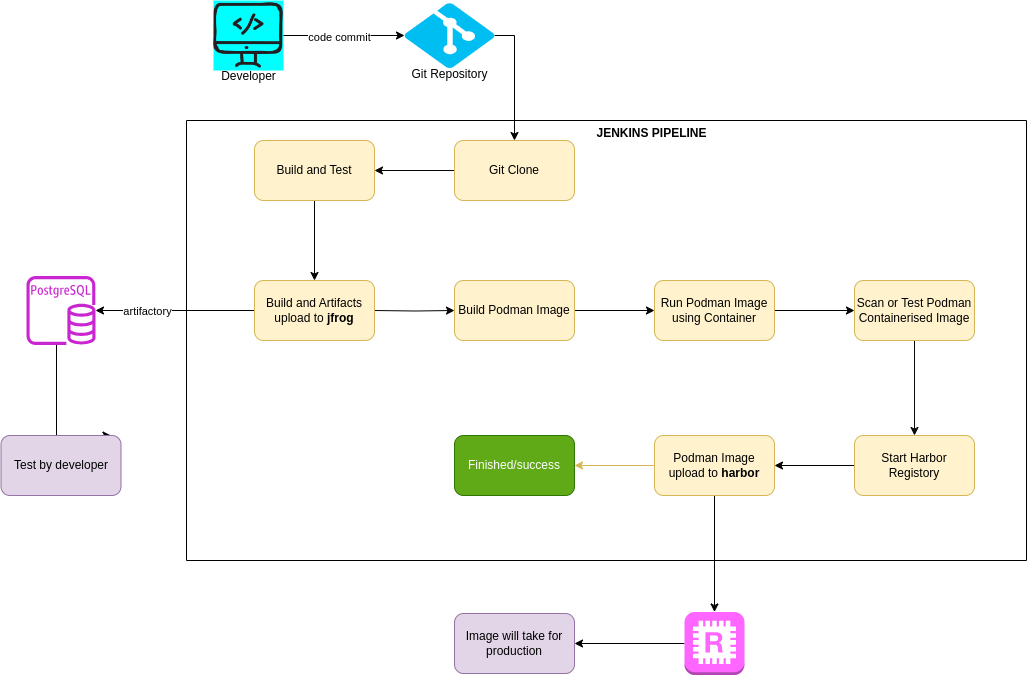 code commit
Developer
Git Repository
JENKINS PIPELINE
Build and Test
Git Clone
PostgreSQL
artifactory
Build and Artifacts
upload to jfrog
Build Podman Image
Run Podman Image
using Container
Scan or Test Podman
Containerised Image
Test by developer
Finished/success
Podman Image
upload to harbor
Start Harbor
Registory
Image will take for
production
R